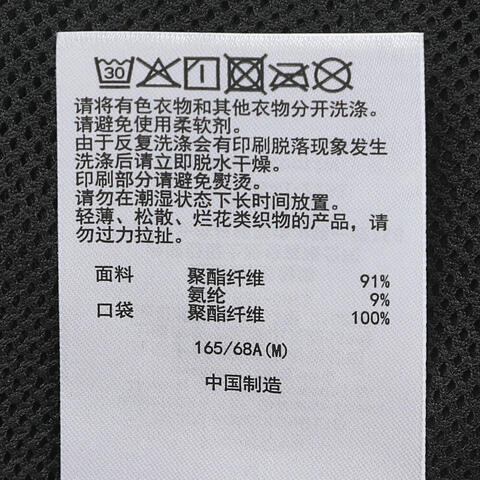 30
请将有色衣物和其他衣物分开洗涤。
请避免使用柔软剂。
由于反复洗涤会有印刷脱落现象发生
洗涤后请立即脱水干燥。
印刷部分请避免熨烫。
请勿在潮湿状态下长时间放置。
轻薄、松散、烂花类织物的产品，请
勿过力拉扯。
面料 聚酯纤维 91%
氨纶 9%
口袋 聚酯纤维 100%
165/68A(M)
中国制造